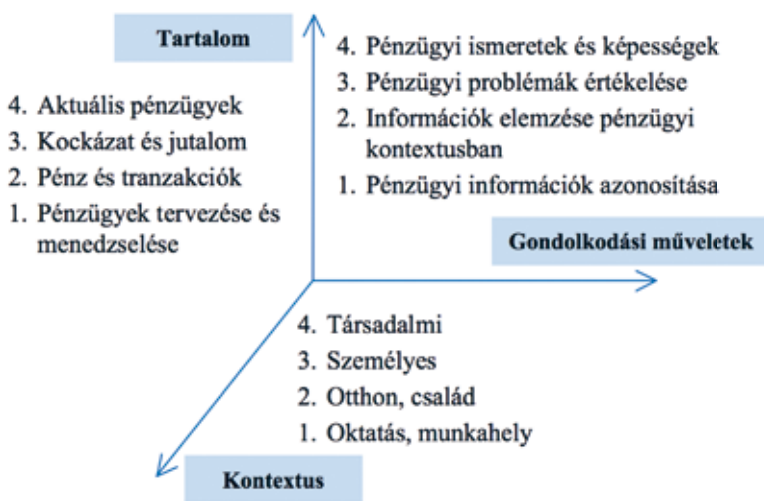 Tartalom
4. Aktuális pénzügyek
3. Kockázat és jutalom
2. Pénz és tranzakciók
1. Pénzügyek tervezése és
menedzselése
4. Pénzügyi ismeretek és képességek
3. Pénzügyi problémák értékelése
2. Információk elemzése pénzügyi
kontextusban
1. Pénzügyi információk azonosítása
Gondolkodási műveletek
4. Társadalmi
3. Személyes
2. Otthon, család
1. Oktatás, munkahely
Kontextus